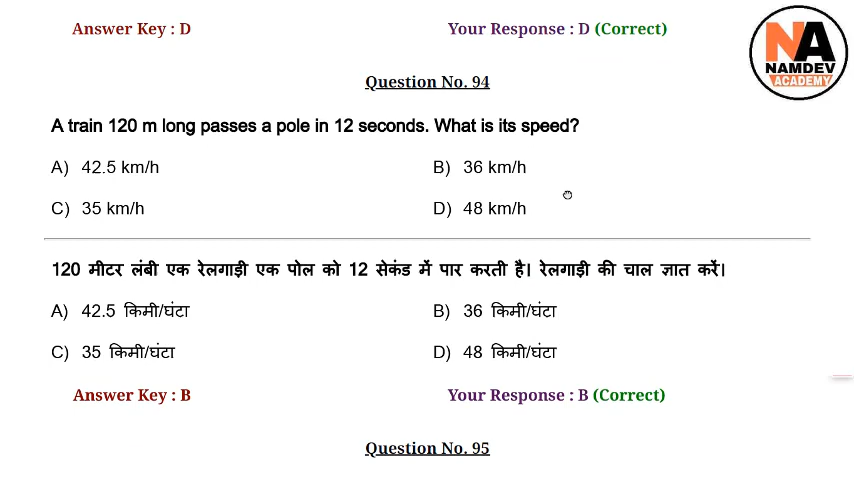 Answer Key : D Your Response : D (Correct)
NA
NAMDEV
ACADEMY
Question No. 94
A train 120 m long passes a pole in 12 seconds. What is its speed?
A) 42.5 km/h B) 36 km/h
C) 35 km/h D) 48 km/h
120 मीटर लंबी एक रेलगाड़ी एक पोल को 12 सेकंड में पार करती है। रेलगाड़ी की चाल ज्ञात करें।
A) 42.5 किमी/घंटा B) 36 किमी/घंटा
C) 35 किमी/घंटा D) 48 किमी/घंटा
Answer Key : B Your Response : B (Correct)
Question No. 95